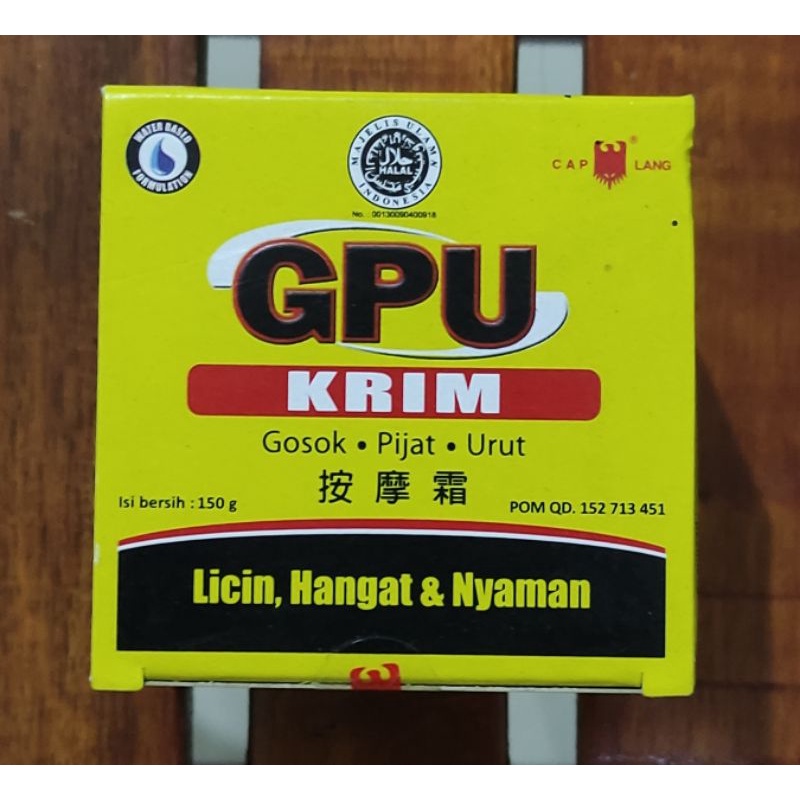 WATER BASED
FORMULATION
MAJELIS ULAMA
حلال
HALAL
INDONESIA
No. : 00130090400918
CAP LANG
GPU
KRIM
Gosok • Pijat • Urut
按 摩 霜
Isi bersih : 150 g
POM QD. 152 713 451
Licin, Hangat & Nyaman